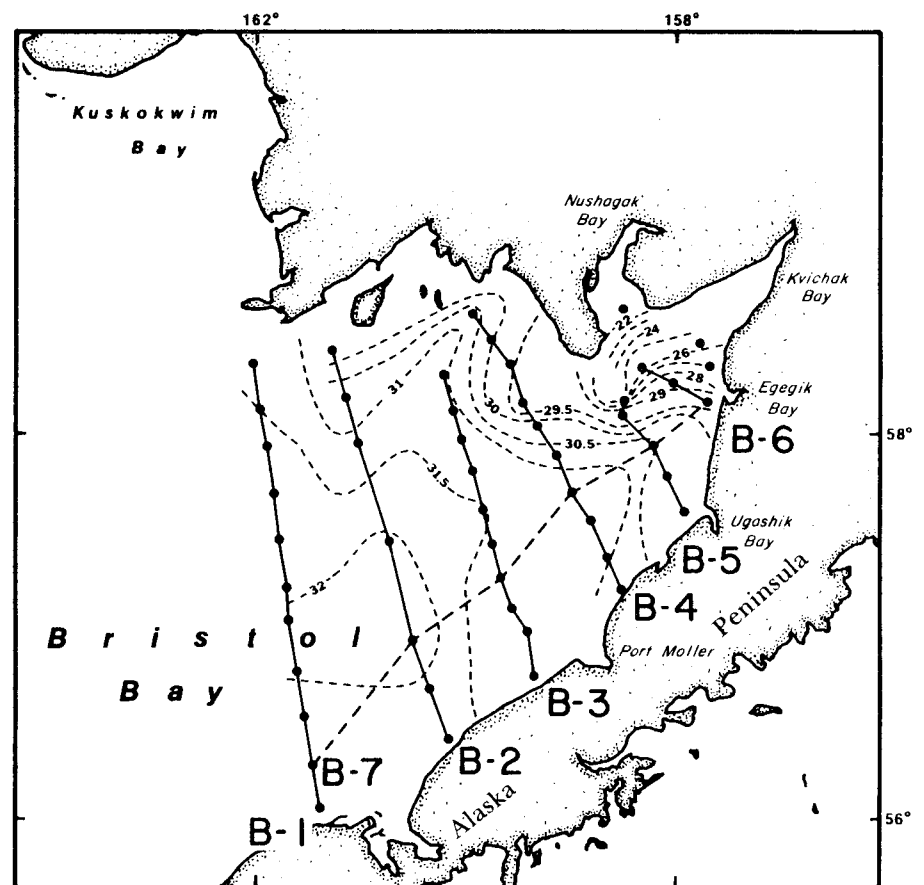 162° 158°
Kuskokwim
Bay
Nushagak
Bay
Kvichak
Bay
22
24
26
28
29
31
30
29.5
30.5
Egegik
Bay
B-6
58°
31.5
Ugashik
Bay
B-5
32
B-4
Peninsula
Bristol
Bay
Port Moller
B-3
B-2
B-7
Alaska
B-1
56°